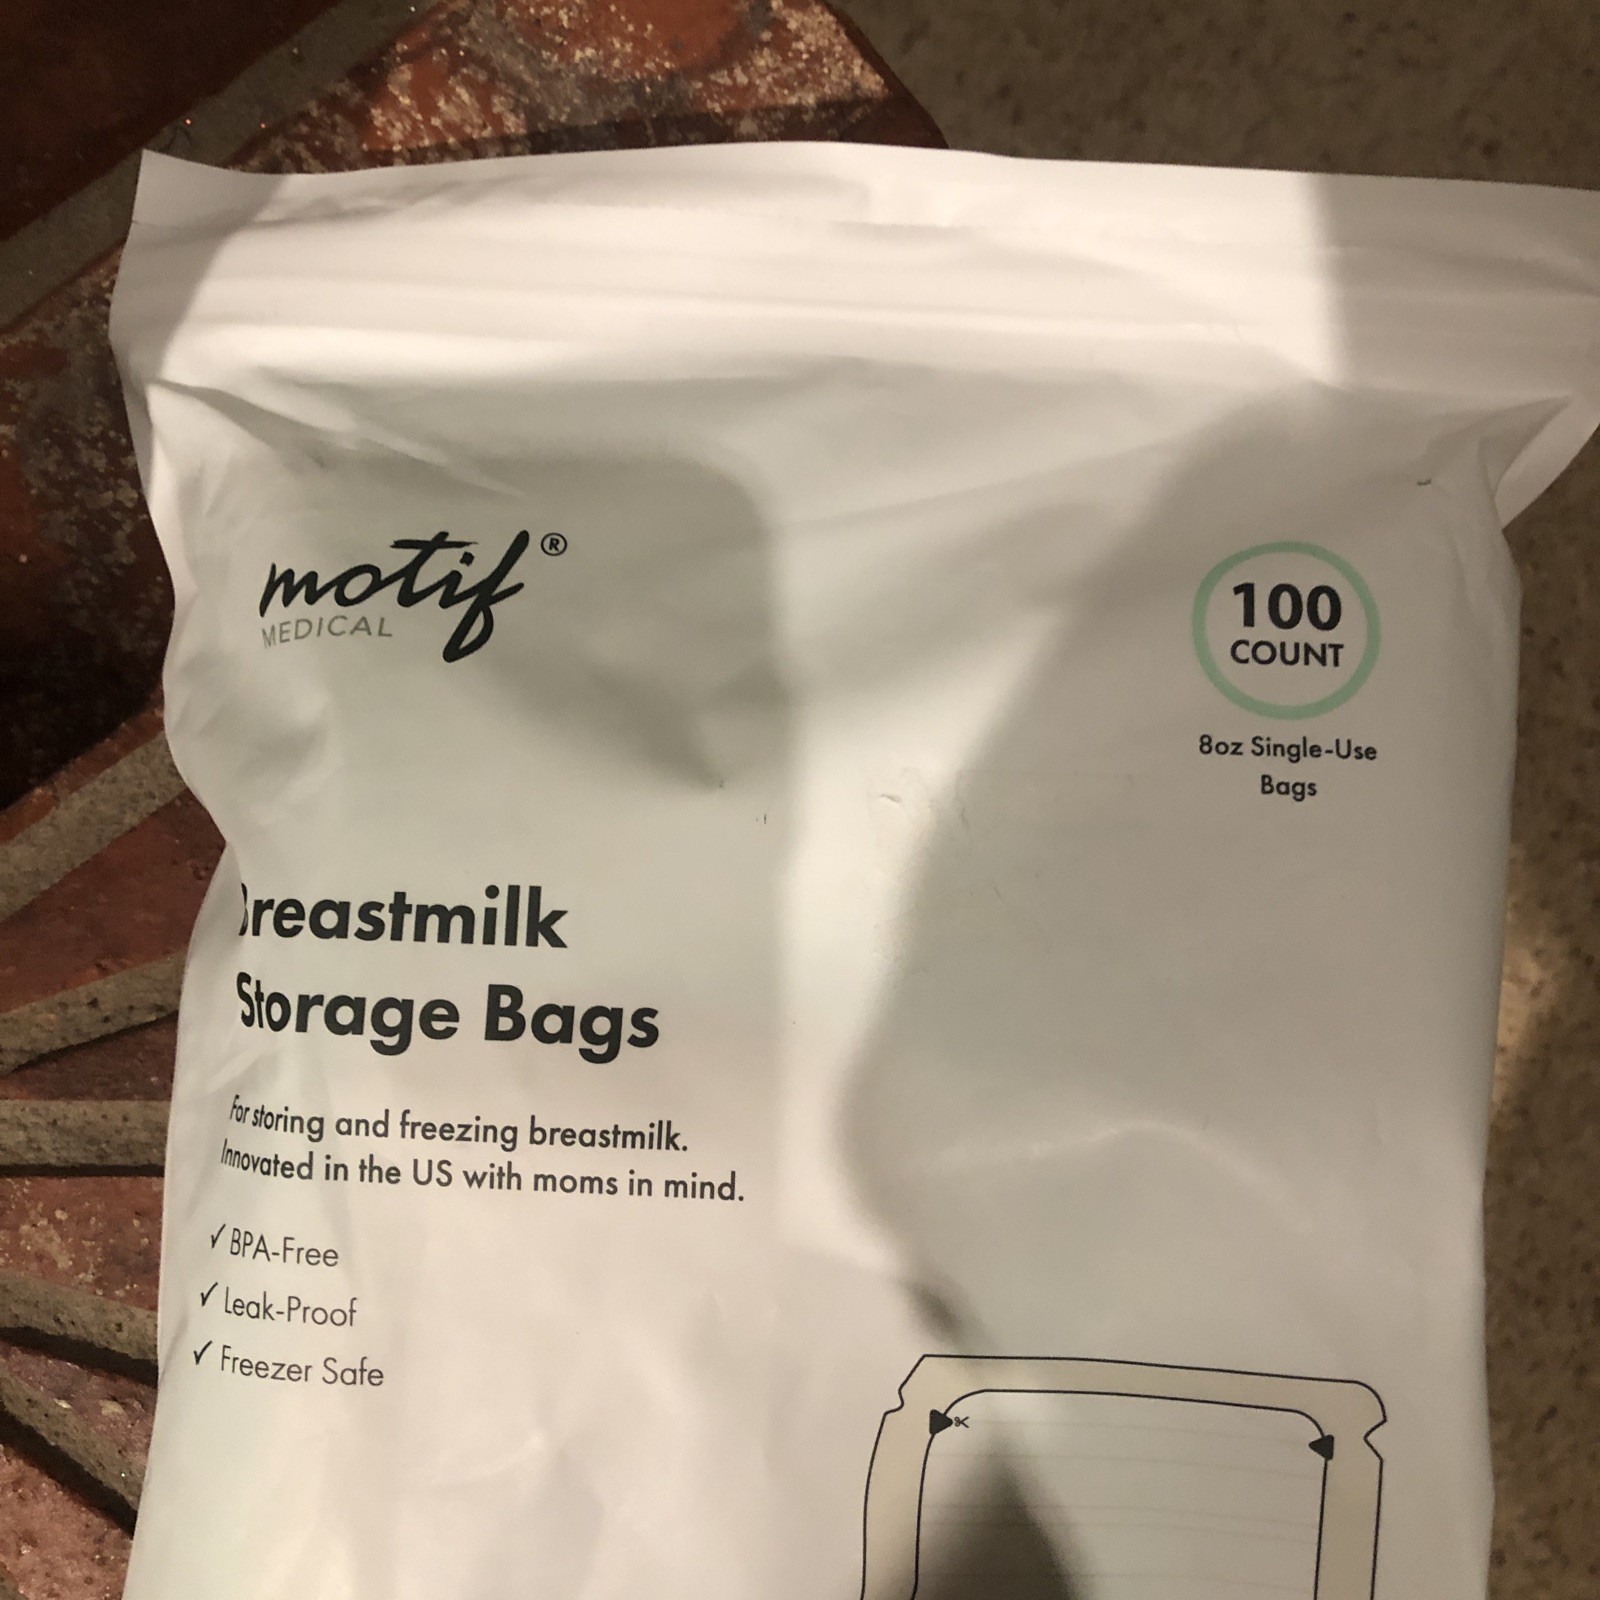 motif®
MEDICAL
100
COUNT
8oz Single-Use
Bags
Breastmilk
Storage Bags
For storing and freezing breastmilk.
Innovated in the US with moms in mind.
✓ BPA-Free
✓ Leak-Proof
✓ Freezer Safe